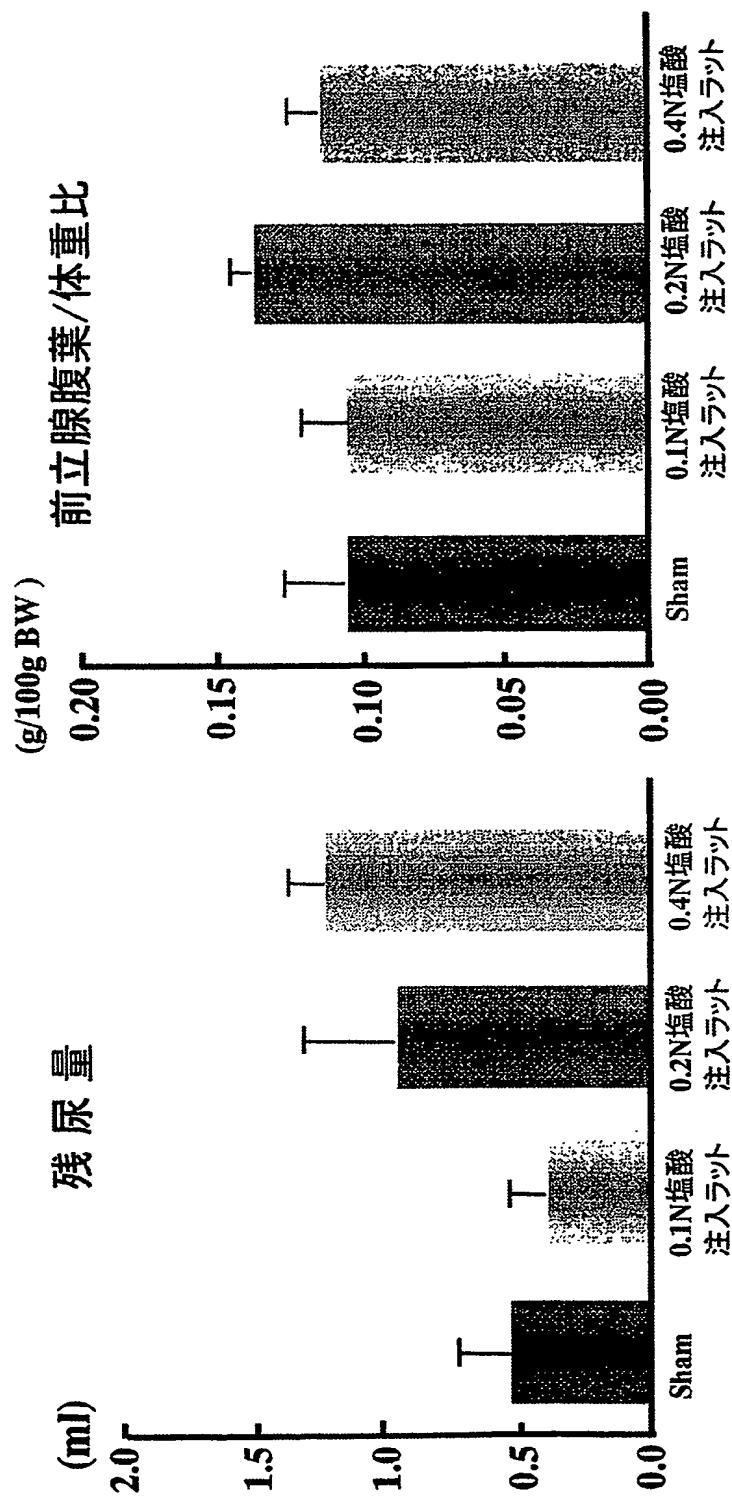 残尿量
(ml)
2.0
1.5
1.0
0.5
0.0
Sham
0.1N塩酸
注入ラット
0.2N塩酸
注入ラット
0.4N塩酸
注入ラット
前立腺腹葉/体重比
(g/100g BW)
0.20
0.15
0.10
0.05
0.00
Sham
0.1N塩酸
注入ラット
0.2N塩酸
注入ラット
0.4N塩酸
注入ラット